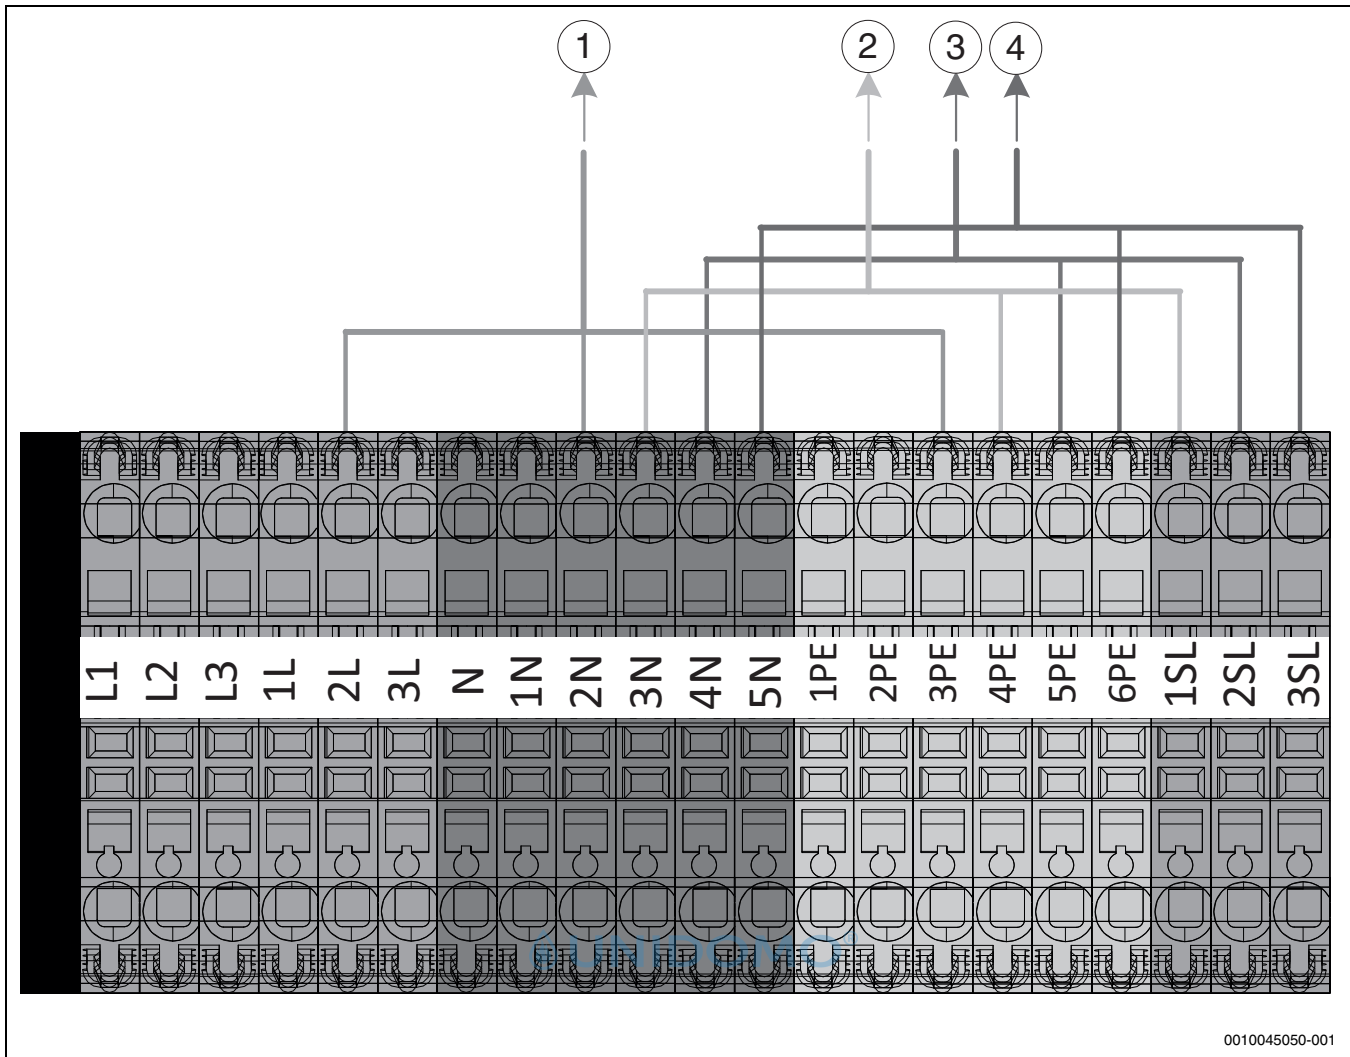 1 2 3 4
L1 L2 L3 1L 2L 3L N 1N 2N 3N 4N 5N 1PE 2PE 3PE 4PE 5PE 6PE 1SL 2SL 3SL
UNIDOMO®
0010045050-001